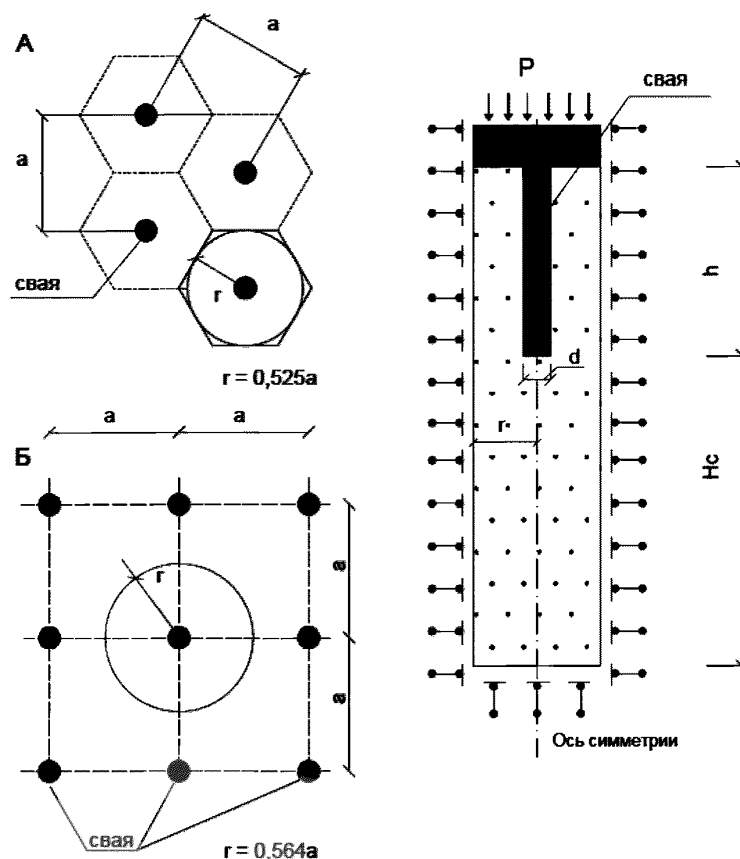 А
a
a
свая
r
r = 0,525a
Б
a
a
r
a
a
свая
r = 0,564a
P
свая
h
d
r
Hc
Ось симметрии